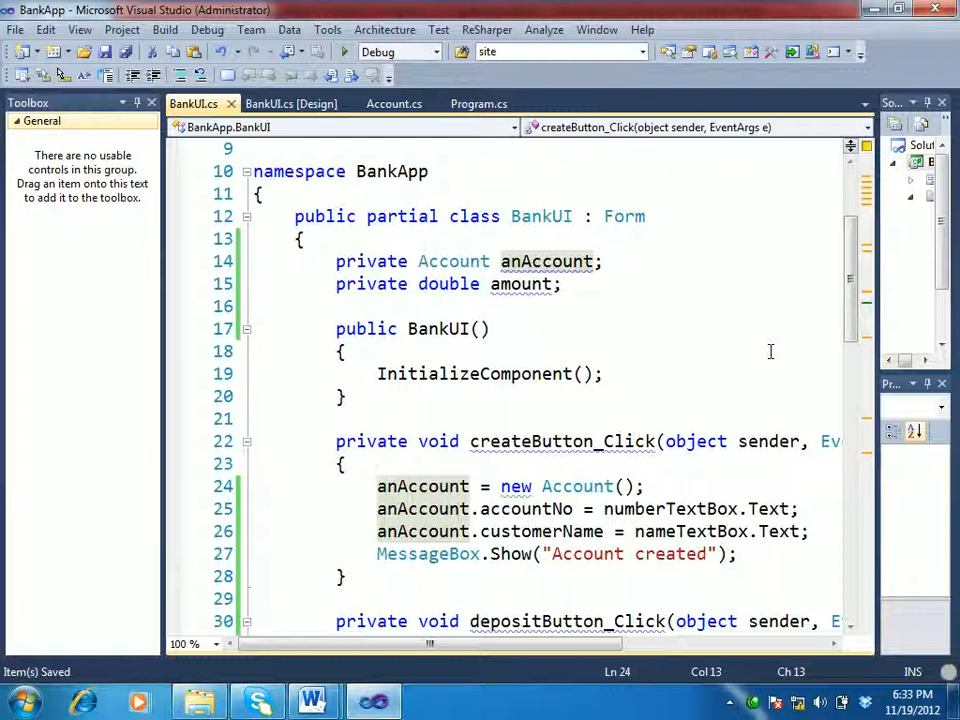 BankApp - Microsoft Visual Studio (Administrator)
File Edit View Project Build Debug Team Data Tools Architecture Test ReSharper Analyze Window Help
Debug site
Toolbox
General
There are no usable
controls in this group.
Drag an item onto this text
to add it to the toolbox.
BankUI.cs BankUI.cs [Design] Account.cs Program.cs
BankApp.BankUI createButton_Click(object sender, EventArgs e)
9
10 namespace BankApp
11 {
12 public partial class BankUI : Form
13 {
14 private Account anAccount;
15 private double amount;
16
17 public BankUI()
18 {
19 InitializeComponent();
20 }
21
22 private void createButton_Click(object sender, Ev
23 {
24 anAccount = new Account();
25 anAccount.accountNo = numberTextBox.Text;
26 anAccount.customerName = nameTextBox.Text;
27 MessageBox.Show("Account created");
28 }
29
30 private void depositButton_Click(object sender, E
100 %
So...
Solut
B
Pr...
Item(s) Saved Ln 24 Col 13 Ch 13 INS
6:33 PM
11/19/2012